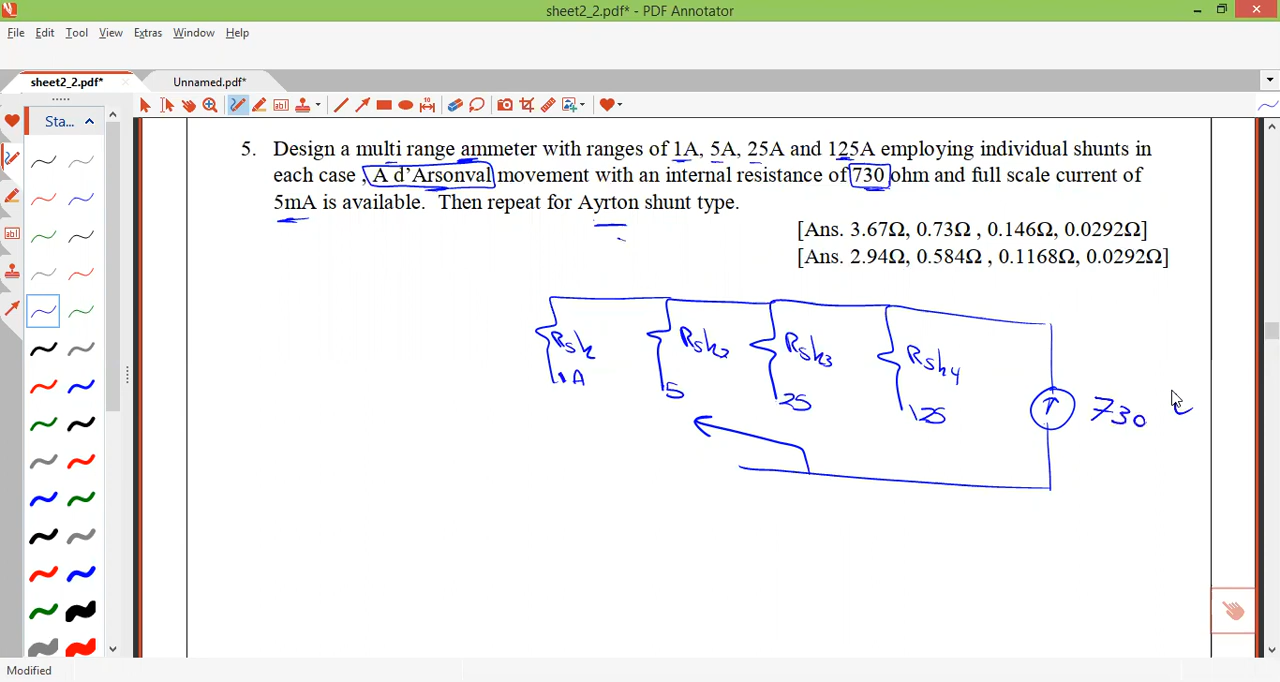 sheet2_2.pdf* - PDF Annotator
File Edit Tool View Extras Window Help
sheet2_2.pdf* Unnamed.pdf*
Sta...
5. Design a multi range ammeter with ranges of 1A, 5A, 25A and 125A employing individual shunts in
each case , A d’Arsonval movement with an internal resistance of 730 ohm and full scale current of
5mA is available. Then repeat for Ayrton shunt type.
[Ans. 3.67Ω, 0.73Ω , 0.146Ω, 0.0292Ω]
[Ans. 2.94Ω, 0.584Ω , 0.1168Ω, 0.0292Ω]
Rsh Rsh2 Rsh3 Rsh4
1A 5 25 125 730
Modified